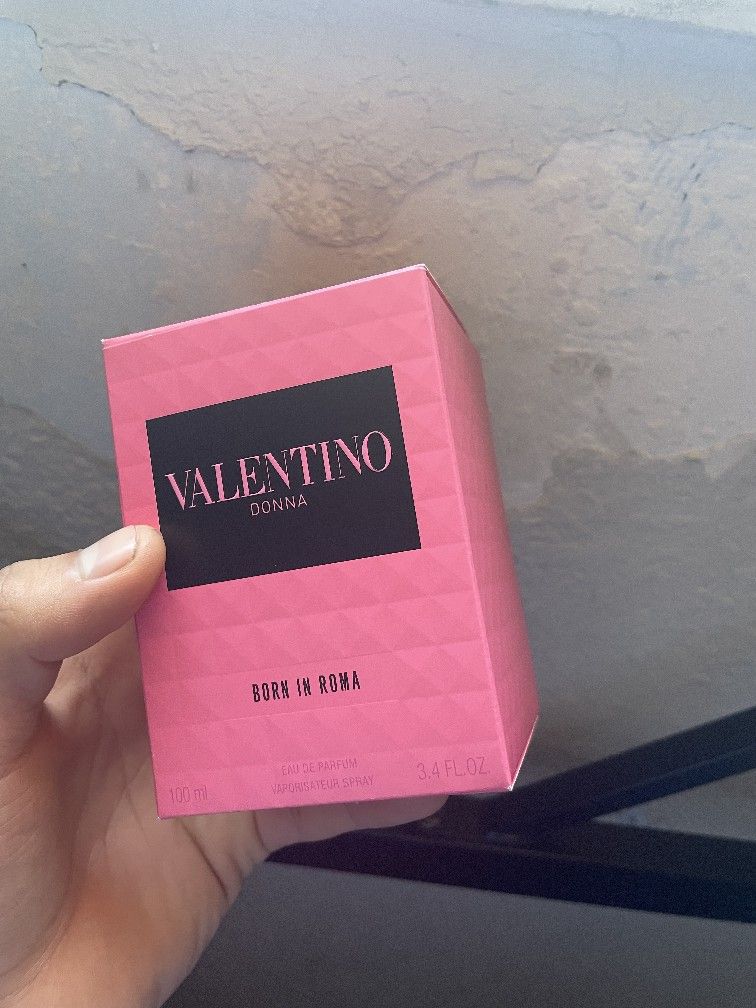 VALENTINO
DONNA
BORN IN ROMA
EAU DE PARFUM
VAPORISATEUR SPRAY
100 ml
3.4 FL.OZ.